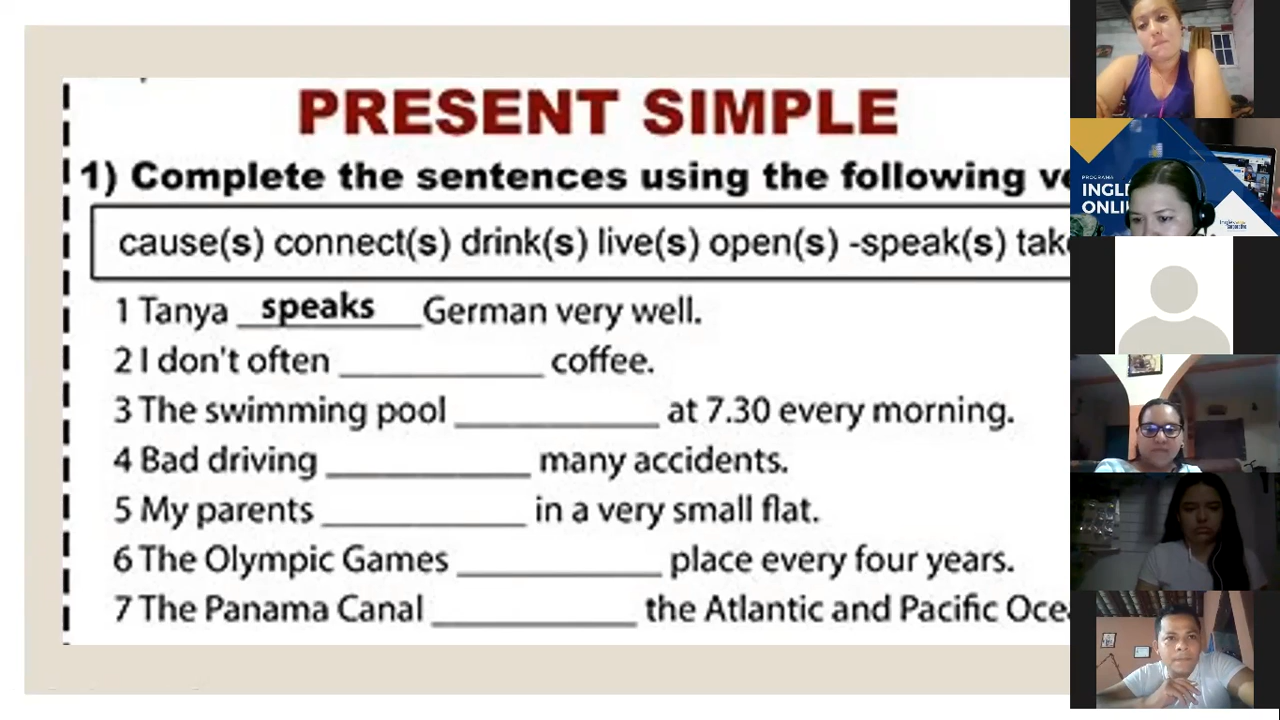 PRESENT SIMPLE
1) Complete the sentences using the following
cause(s) connect(s) drink(s) live(s) open(s) -speak(s)
1 Tanya __speaks__ German very well.
2 I don't often ____________ coffee.
3 The swimming pool ____________ at 7.30 every morning.
4 Bad driving ____________ many accidents.
5 My parents ____________ in a very small flat.
6 The Olympic Games ____________ place every four years.
7 The Panama Canal ____________ the Atlantic and Pacific
PROGRAMA